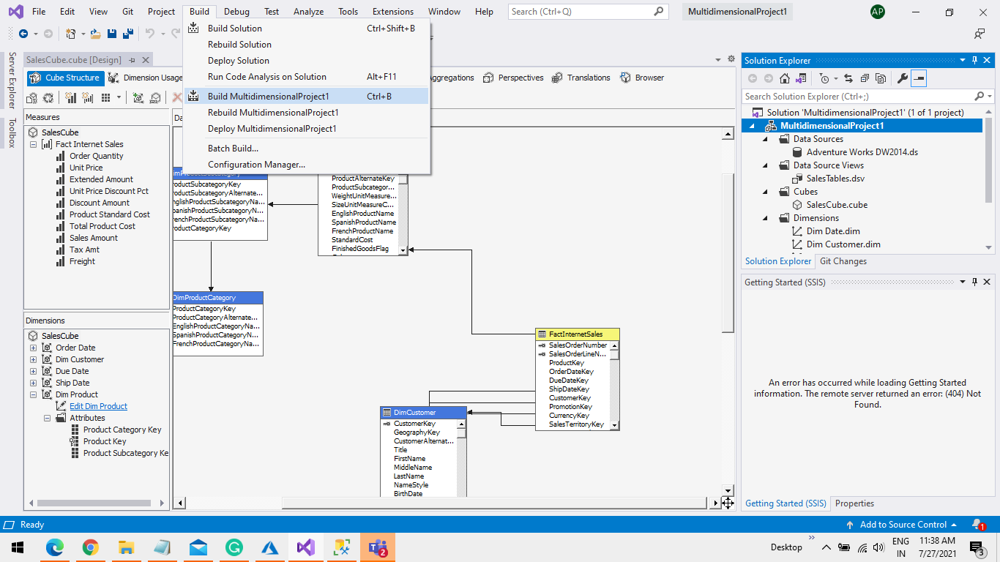 File Edit View Git Project Build Debug Test Analyze Tools Extensions Window Help Search (Ctrl+Q) MultidimensionalProject1 AP
SalesCube.cube [Design]
Cube Structure Dimension Usage Aggregations Perspectives Translations Browser
Build Solution Ctrl+Shift+B
Rebuild Solution
Deploy Solution
Run Code Analysis on Solution Alt+F11
Build MultidimensionalProject1 Ctrl+B
Rebuild MultidimensionalProject1
Deploy MultidimensionalProject1
Batch Build...
Configuration Manager...
Server Explorer
Toolbox
Measures
SalesCube
Fact Internet Sales
Order Quantity
Unit Price
Extended Amount
Unit Price Discount Pct
Discount Amount
Product Standard Cost
Total Product Cost
Sales Amount
Tax Amt
Freight
Dimensions
SalesCube
Order Date
Dim Customer
Due Date
Ship Date
Dim Product
Edit Dim Product
Attributes
Product Category Key
Product Key
Product Subcategory Ke
Da
DimProductSubcategory
ProductSubcategoryKey
ProductSubcategoryAlternate...
EnglishProductSubcategoryNa...
SpanishProductSubcategoryN...
FrenchProductSubcategoryNa...
ProductCategoryKey
DimProductCategory
ProductCategoryKey
ProductCategoryAlternate...
EnglishProductCategoryNa...
SpanishProductCategoryN...
FrenchProductCategoryNa...
ProductAlternateKey
ProductSubcategor...
WeightUnitMeasure...
SizeUnitMeasureC...
EnglishProductName
SpanishProductName
FrenchProductName
StandardCost
FinishedGoodsFlag
FactInternetSales
SalesOrderNumber
SalesOrderLineN...
ProductKey
OrderDateKey
DueDateKey
ShipDateKey
CustomerKey
PromotionKey
CurrencyKey
SalesTerritoryKey
DimCustomer
CustomerKey
GeographyKey
CustomerAlternat...
Title
FirstName
MiddleName
LastName
NameStyle
BirthDate
Solution Explorer
Search Solution Explorer (Ctrl+;)
Solution 'MultidimensionalProject1' (1 of 1 project)
MultidimensionalProject1
Data Sources
Adventure Works DW2014.ds
Data Source Views
SalesTables.dsv
Cubes
SalesCube.cube
Dimensions
Dim Date.dim
Dim Customer.dim
Solution Explorer Git Changes
Getting Started (SSIS)
An error has occurred while loading Getting Started
information. The remote server returned an error: (404) Not
Found.
Getting Started (SSIS) Properties
Ready Add to Source Control 1
2 Desktop ENG 11:38 AM
IN 7/27/2021 3